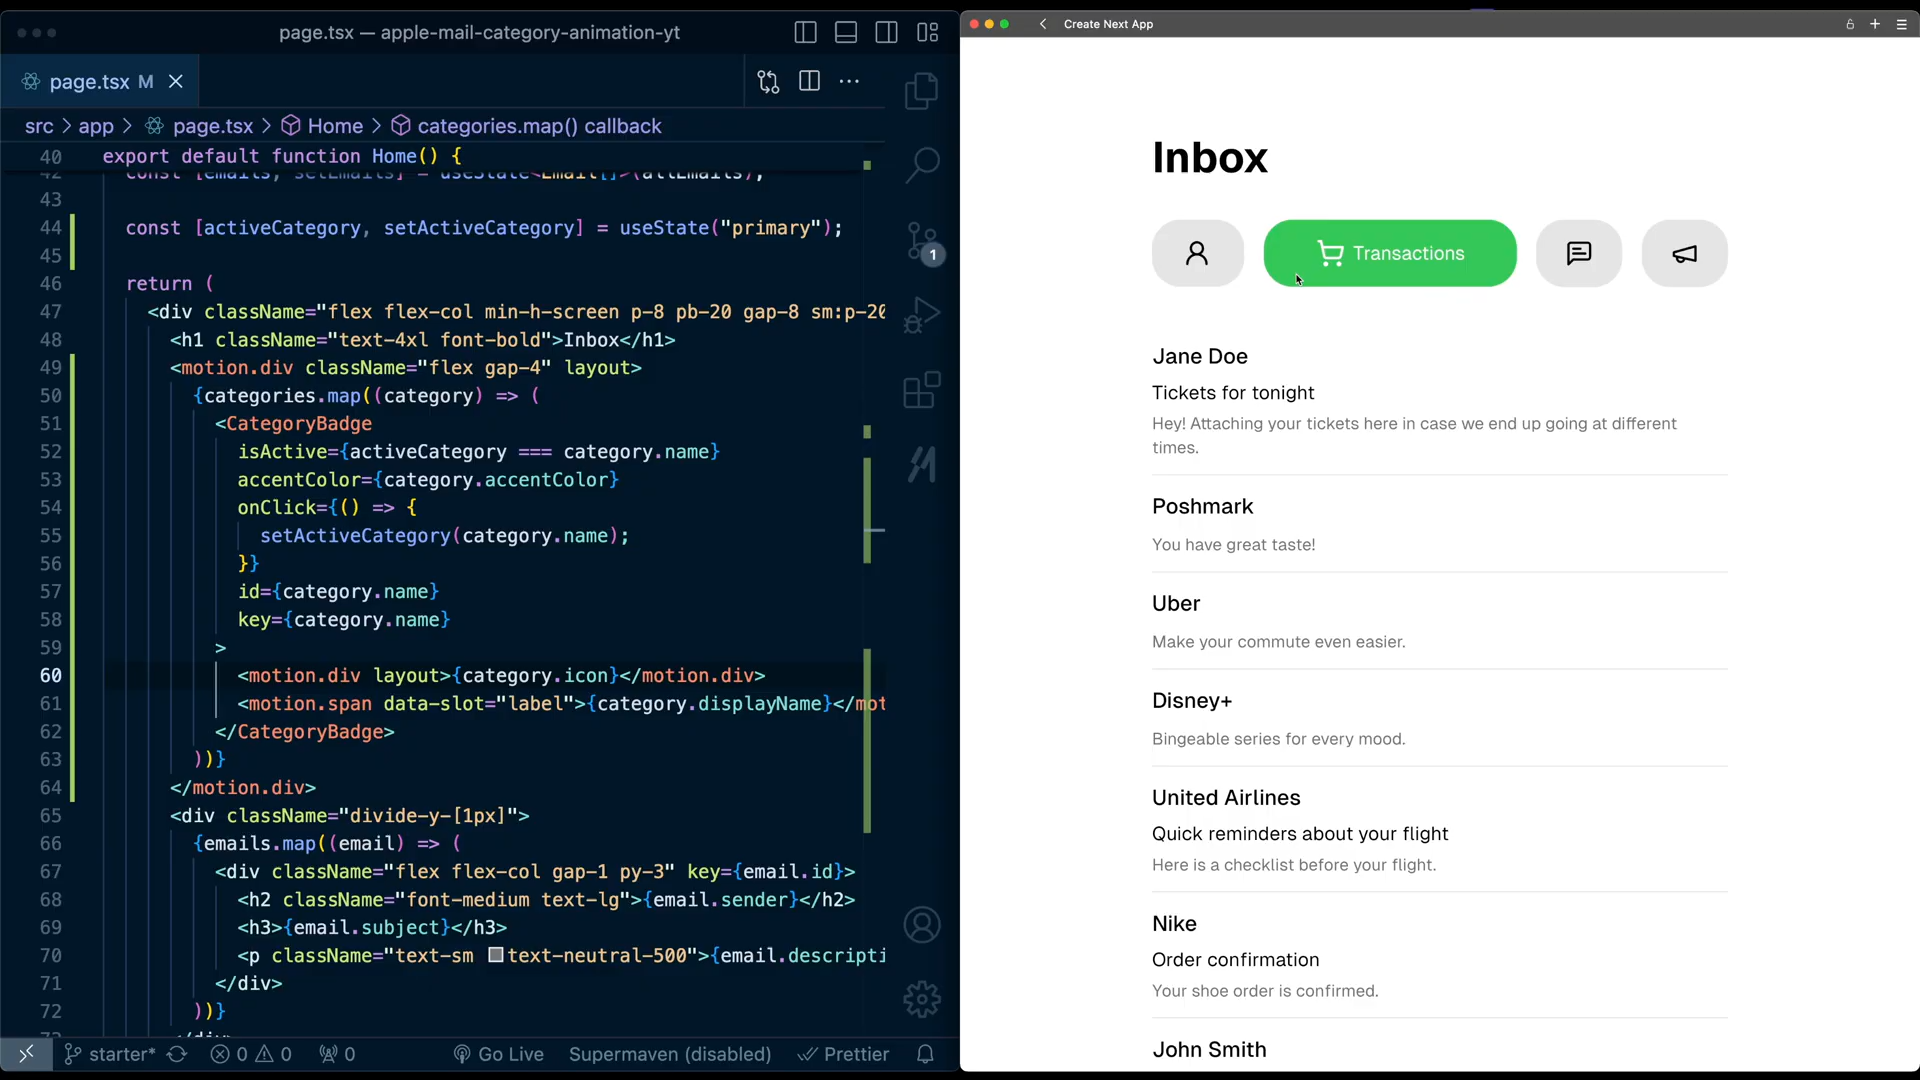 page.tsx — apple-mail-category-animation-yt
page.tsx M
src > app > page.tsx > Home > categories.map() callback
40 export default function Home() {
42 const [emails, setEmails] = useState<Email[]>(allEmails);
43
44 const [activeCategory, setActiveCategory] = useState("primary");
45
46 return (
47 <div className="flex flex-col min-h-screen p-8 pb-20 gap-8 sm:p-20
48 <h1 className="text-4xl font-bold">Inbox</h1>
49 <motion.div className="flex gap-4" layout>
50 {categories.map((category) => (
51 <CategoryBadge
52 isActive={activeCategory === category.name}
53 accentColor={category.accentColor}
54 onClick={() => {
55 setActiveCategory(category.name);
56 }}
57 id={category.name}
58 key={category.name}
59 >
60 <motion.div layout>{category.icon}</motion.div>
61 <motion.span data-slot="label">{category.displayName}</mot
62 </CategoryBadge>
63 ))}
64 </motion.div>
65 <div className="divide-y-[1px]">
66 {emails.map((email) => (
67 <div className="flex flex-col gap-1 py-3" key={email.id}>
68 <h2 className="font-medium text-lg">{email.sender}</h2>
69 <h3>{email.subject}</h3>
70 <p className="text-sm text-neutral-500">{email.descripti
71 </div>
72 ))}
1
starter* 0 0 0 Go Live Supermaven (disabled) Prettier
Create Next App
Inbox
Transactions
Jane Doe
Tickets for tonight
Hey! Attaching your tickets here in case we end up going at different
times.
Poshmark
You have great taste!
Uber
Make your commute even easier.
Disney+
Bingeable series for every mood.
United Airlines
Quick reminders about your flight
Here is a checklist before your flight.
Nike
Order confirmation
Your shoe order is confirmed.
John Smith